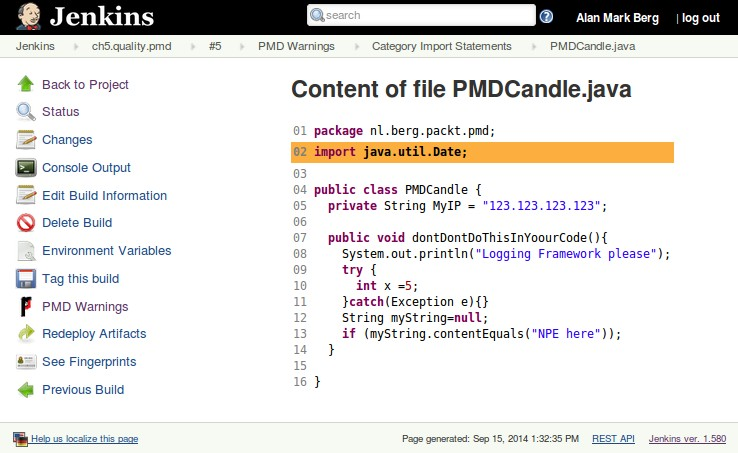 Jenkins
search
?
Alan Mark Berg | log out
Jenkins ch5.quality.pmd #5 PMD Warnings Category Import Statements PMDCandle.java
Back to Project
Status
Changes
Console Output
Edit Build Information
Delete Build
Environment Variables
Tag this build
PMD Warnings
Redeploy Artifacts
See Fingerprints
Previous Build
Content of file PMDCandle.java
01 package nl.berg.packt.pmd;
02 import java.util.Date;
03
04 public class PMDCandle {
05   private String MyIP = "123.123.123.123";
06
07   public void dontDontDoThisInYoourCode(){
08     System.out.println("Logging Framework please");
09     try {
10       int x =5;
11     }catch(Exception e){}
12     String myString=null;
13     if (myString.contentEquals("NPE here"));
14   }
15
16 }
Help us localize this page
Page generated: Sep 15, 2014 1:32:35 PM REST API Jenkins ver. 1.580